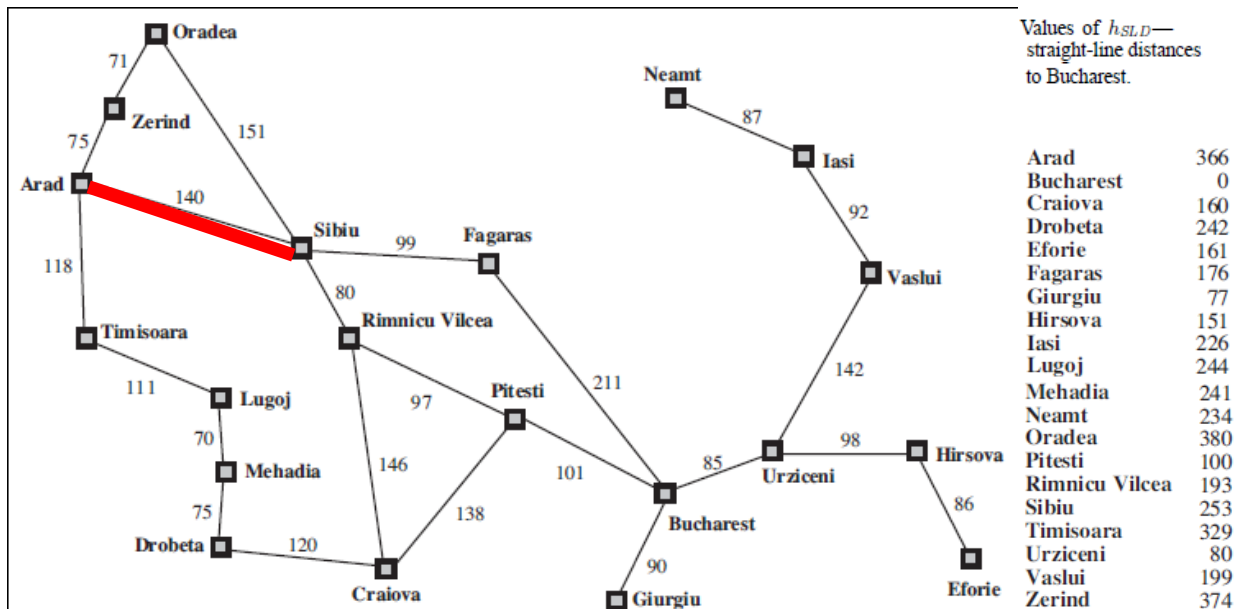 Oradea
71
Neamt
87
Zerind
151
75
Iasi
Arad
140
92
Sibiu
99
Fagaras
118
Vaslui
80
Timisoara
Rimnicu Vilcea
142
111
211
Lugoj
97
Pitesti
70
98
Hirsova
146
85
Mehadia
101
Urziceni
86
75
138
Bucharest
Drobeta
120
90
Eforie
Craiova
Giurgiu
Values of hSLD—
straight-line distances
to Bucharest.
Arad 366
Bucharest 0
Craiova 160
Drobeta 242
Eforie 161
Fagaras 176
Giurgiu 77
Hirsova 151
Iasi 226
Lugoj 244
Mehadia 241
Neamt 234
Oradea 380
Pitesti 100
Rimnicu Vilcea 193
Sibiu 253
Timisoara 329
Urziceni 80
Vaslui 199
Zerind 374